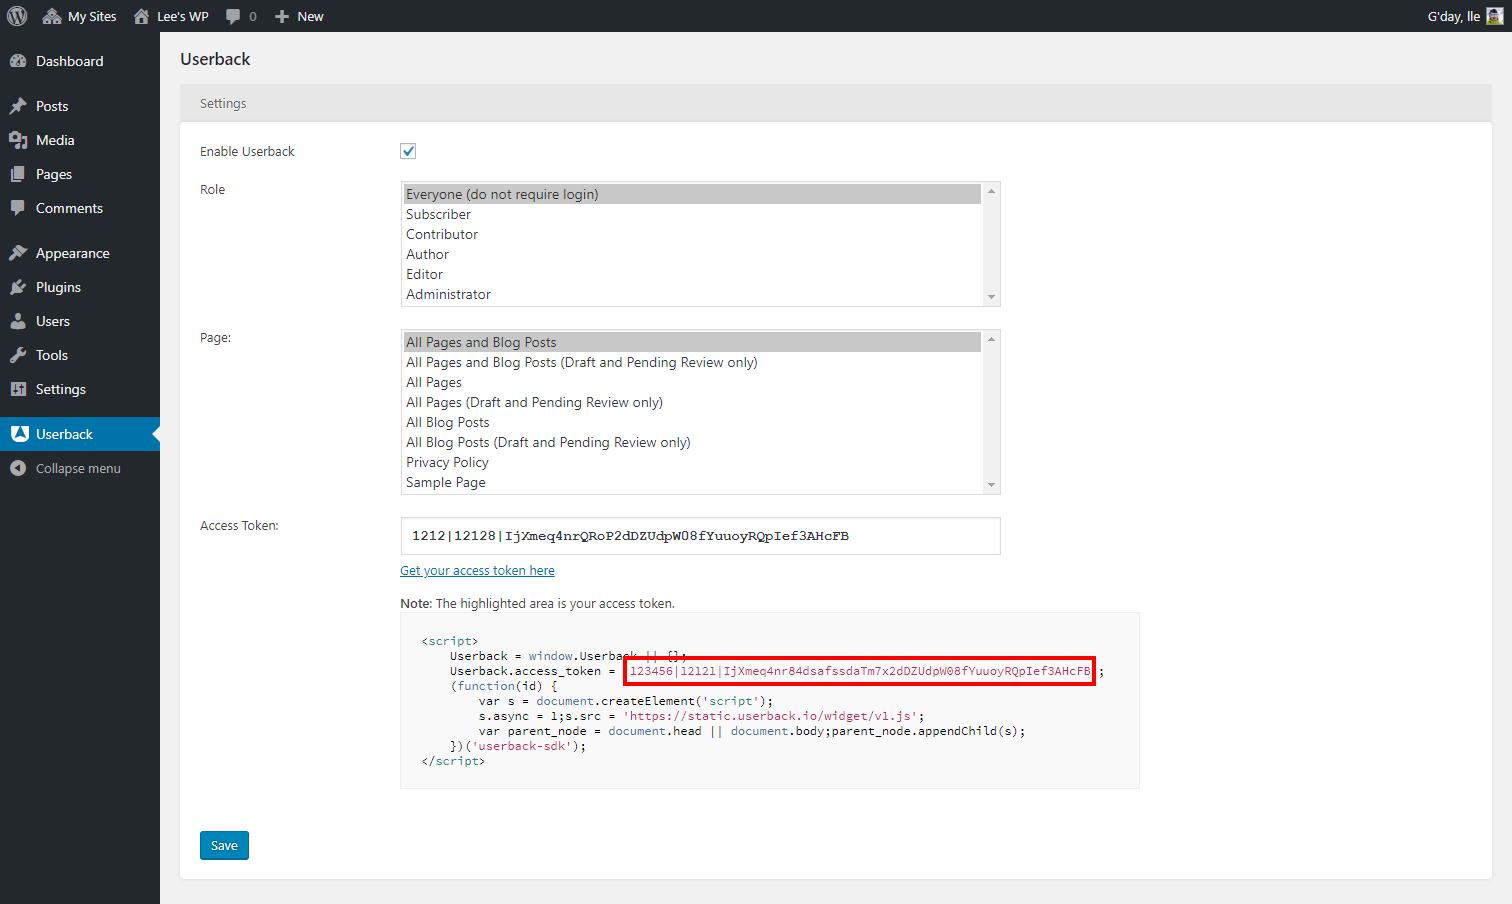 My Sites
Lee's WP
0
New
G'day, lle
Dashboard
Posts
Media
Pages
Comments
Appearance
Plugins
Users
Tools
Settings
Userback
Collapse menu
Userback
Settings
Enable Userback
Role
Everyone (do not require login)
Subscriber
Contributor
Author
Editor
Administrator
Page:
All Pages and Blog Posts
All Pages and Blog Posts (Draft and Pending Review only)
All Pages
All Pages (Draft and Pending Review only)
All Blog Posts
All Blog Posts (Draft and Pending Review only)
Privacy Policy
Sample Page
Access Token:
1212|12128|IjXmeq4nrQRoP2dDZUdpW08fYuuoyRQpIef3AHcFB
Get your access token here
Note: The highlighted area is your access token.
<script>
Userback = window.Userback || {};
Userback.access_token = 123456|12121|IjXmeq4nr84dsafssdaTm7x2dDZUdpW08fYuuoyRQpIef3AHcFB ;
(function(id) {
var s = document.createElement('script');
s.async = 1;s.src = 'https://static.userback.io/widget/v1.js';
var parent_node = document.head || document.body;parent_node.appendChild(s);
})('userback-sdk');
</script>
Save